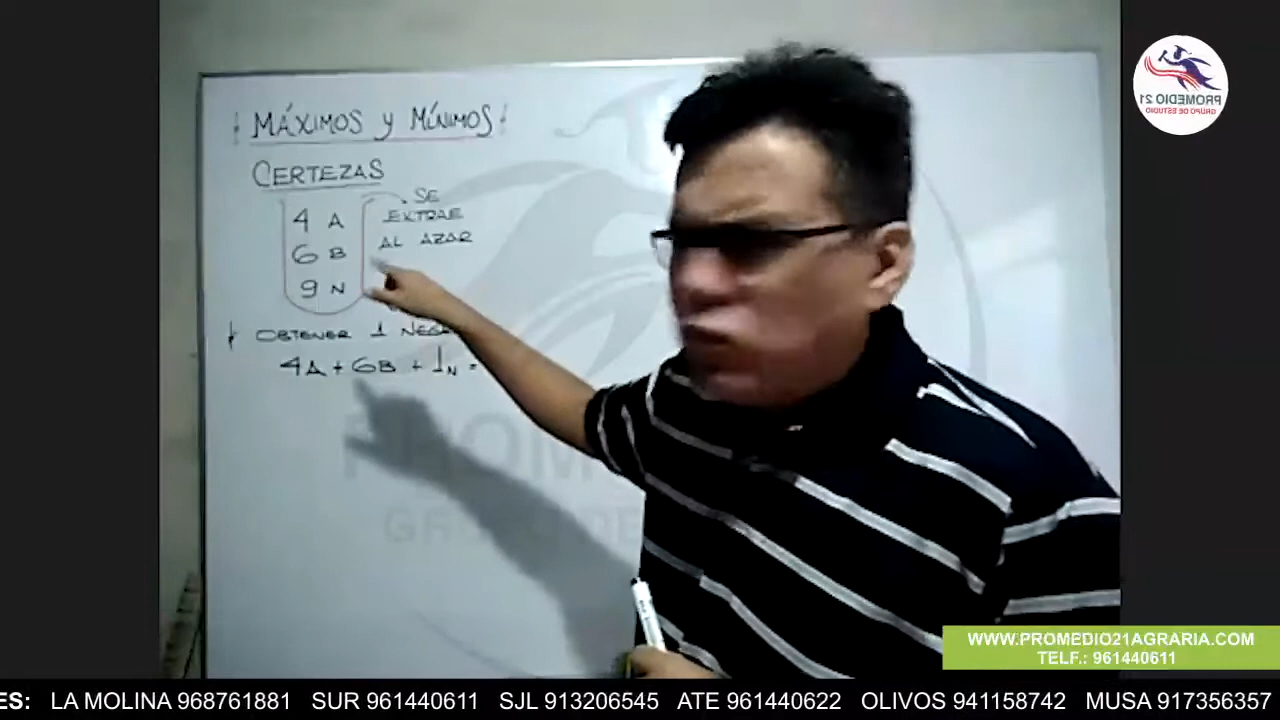 MÁXIMOS y MÍNIMOS
CERTEZAS
4 A
6 B
9 N
SE
EXTRAE
AL AZAR
OBTENER 1
4A + 6B + 1N =
PROMEDIO 21
GRUPO DE ESTUDIO
WWW.PROMEDIO21AGRARIA.COM
TELF.: 961440611
ES: LA MOLINA 968761881 SUR 961440611 SJL 913206545 ATE 961440622 OLIVOS 941158742 MUSA 917356357